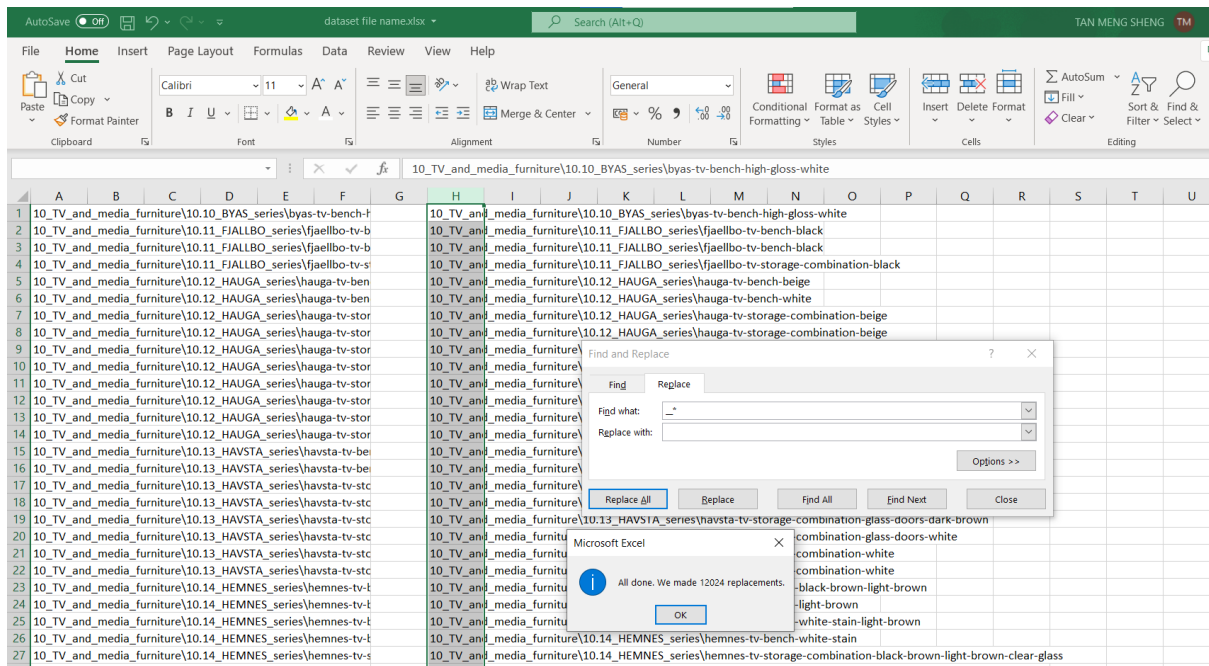 AutoSave Off dataset file name.xlsx Search (Alt+Q) TAN MENG SHENG TM
File Home Insert Page Layout Formulas Data Review View Help
Paste Cut Copy Format Painter
Calibri 11 A^ A˅ B I U A
Wrap Text Merge & Center
General % 9 .00
Conditional Formatting Format as Table Cell Styles
Insert Delete Format
AutoSum Fill Clear Sort & Filter Find & Select
Clipboard Font Alignment Number Styles Cells Editing
fx 10_TV_and_media_furniture\10.10_BYAS_series\byas-tv-bench-high-gloss-white
A B C D E F G H I J K L M N O P Q R S T U
1 10_TV_and_media_furniture\10.10_BYAS_series\byas-tv-bench-h 10_TV_and_media_furniture\10.10_BYAS_series\byas-tv-bench-high-gloss-white
2 10_TV_and_media_furniture\10.11_FJALLBO_series\fjaellbo-tv-b 10_TV_and_media_furniture\10.11_FJALLBO_series\fjaellbo-tv-bench-black
3 10_TV_and_media_furniture\10.11_FJALLBO_series\fjaellbo-tv-b 10_TV_and_media_furniture\10.11_FJALLBO_series\fjaellbo-tv-bench-black
4 10_TV_and_media_furniture\10.11_FJALLBO_series\fjaellbo-tv-s 10_TV_and_media_furniture\10.11_FJALLBO_series\fjaellbo-tv-storage-combination-black
5 10_TV_and_media_furniture\10.12_HAUGA_series\hauga-tv-ben 10_TV_and_media_furniture\10.12_HAUGA_series\hauga-tv-bench-beige
6 10_TV_and_media_furniture\10.12_HAUGA_series\hauga-tv-ben 10_TV_and_media_furniture\10.12_HAUGA_series\hauga-tv-bench-white
7 10_TV_and_media_furniture\10.12_HAUGA_series\hauga-tv-stor 10_TV_and_media_furniture\10.12_HAUGA_series\hauga-tv-storage-combination-beige
8 10_TV_and_media_furniture\10.12_HAUGA_series\hauga-tv-stor 10_TV_and_media_furniture\10.12_HAUGA_series\hauga-tv-storage-combination-beige
9 10_TV_and_media_furniture\10.12_HAUGA_series\hauga-tv-stor 10_TV_and_media_furniture\
10 10_TV_and_media_furniture\10.12_HAUGA_series\hauga-tv-stor 10_TV_and_media_furniture\
11 10_TV_and_media_furniture\10.12_HAUGA_series\hauga-tv-stor 10_TV_and_media_furniture\
12 10_TV_and_media_furniture\10.12_HAUGA_series\hauga-tv-stor 10_TV_and_media_furniture\
13 10_TV_and_media_furniture\10.12_HAUGA_series\hauga-tv-stor 10_TV_and_media_furniture\
14 10_TV_and_media_furniture\10.12_HAUGA_series\hauga-tv-stor 10_TV_and_media_furniture\
15 10_TV_and_media_furniture\10.13_HAVSTA_series\havsta-tv-be 10_TV_and_media_furniture\
16 10_TV_and_media_furniture\10.13_HAVSTA_series\havsta-tv-be 10_TV_and_media_furniture\
17 10_TV_and_media_furniture\10.13_HAVSTA_series\havsta-tv-stc 10_TV_and_media_furniture\
18 10_TV_and_media_furniture\10.13_HAVSTA_series\havsta-tv-stc 10_TV_and_media_furniture\
19 10_TV_and_media_furniture\10.13_HAVSTA_series\havsta-tv-stc 10_TV_and_media_furniture\10.13_HAVSTA_series\havsta-tv-storage-combination-glass-doors-dark-brown
20 10_TV_and_media_furniture\10.13_HAVSTA_series\havsta-tv-stc 10_TV_and_media_furnitu -combination-glass-doors-white
21 10_TV_and_media_furniture\10.13_HAVSTA_series\havsta-tv-stc 10_TV_and_media_furnitu -combination-white
22 10_TV_and_media_furniture\10.13_HAVSTA_series\havsta-tv-stc 10_TV_and_media_furnitu -combination-white
23 10_TV_and_media_furniture\10.14_HEMNES_series\hemnes-tv-b 10_TV_and_media_furnitu -black-brown-light-brown
24 10_TV_and_media_furniture\10.14_HEMNES_series\hemnes-tv-b 10_TV_and_media_furnitu -light-brown
25 10_TV_and_media_furniture\10.14_HEMNES_series\hemnes-tv-b 10_TV_and_media_furnitu -white-stain-light-brown
26 10_TV_and_media_furniture\10.14_HEMNES_series\hemnes-tv-b 10_TV_and_media_furniture\10.14_HEMNES_series\hemnes-tv-bench-white-stain
27 10_TV_and_media_furniture\10.14_HEMNES_series\hemnes-tv-s 10_TV_and_media_furniture\10.14_HEMNES_series\hemnes-tv-storage-combination-black-brown-light-brown-clear-glass
Find and Replace ? ×
Find Replace
Find what: _*
Replace with:
Options >>
Replace All Replace Find All Find Next Close
Microsoft Excel ×
All done. We made 12024 replacements.
OK